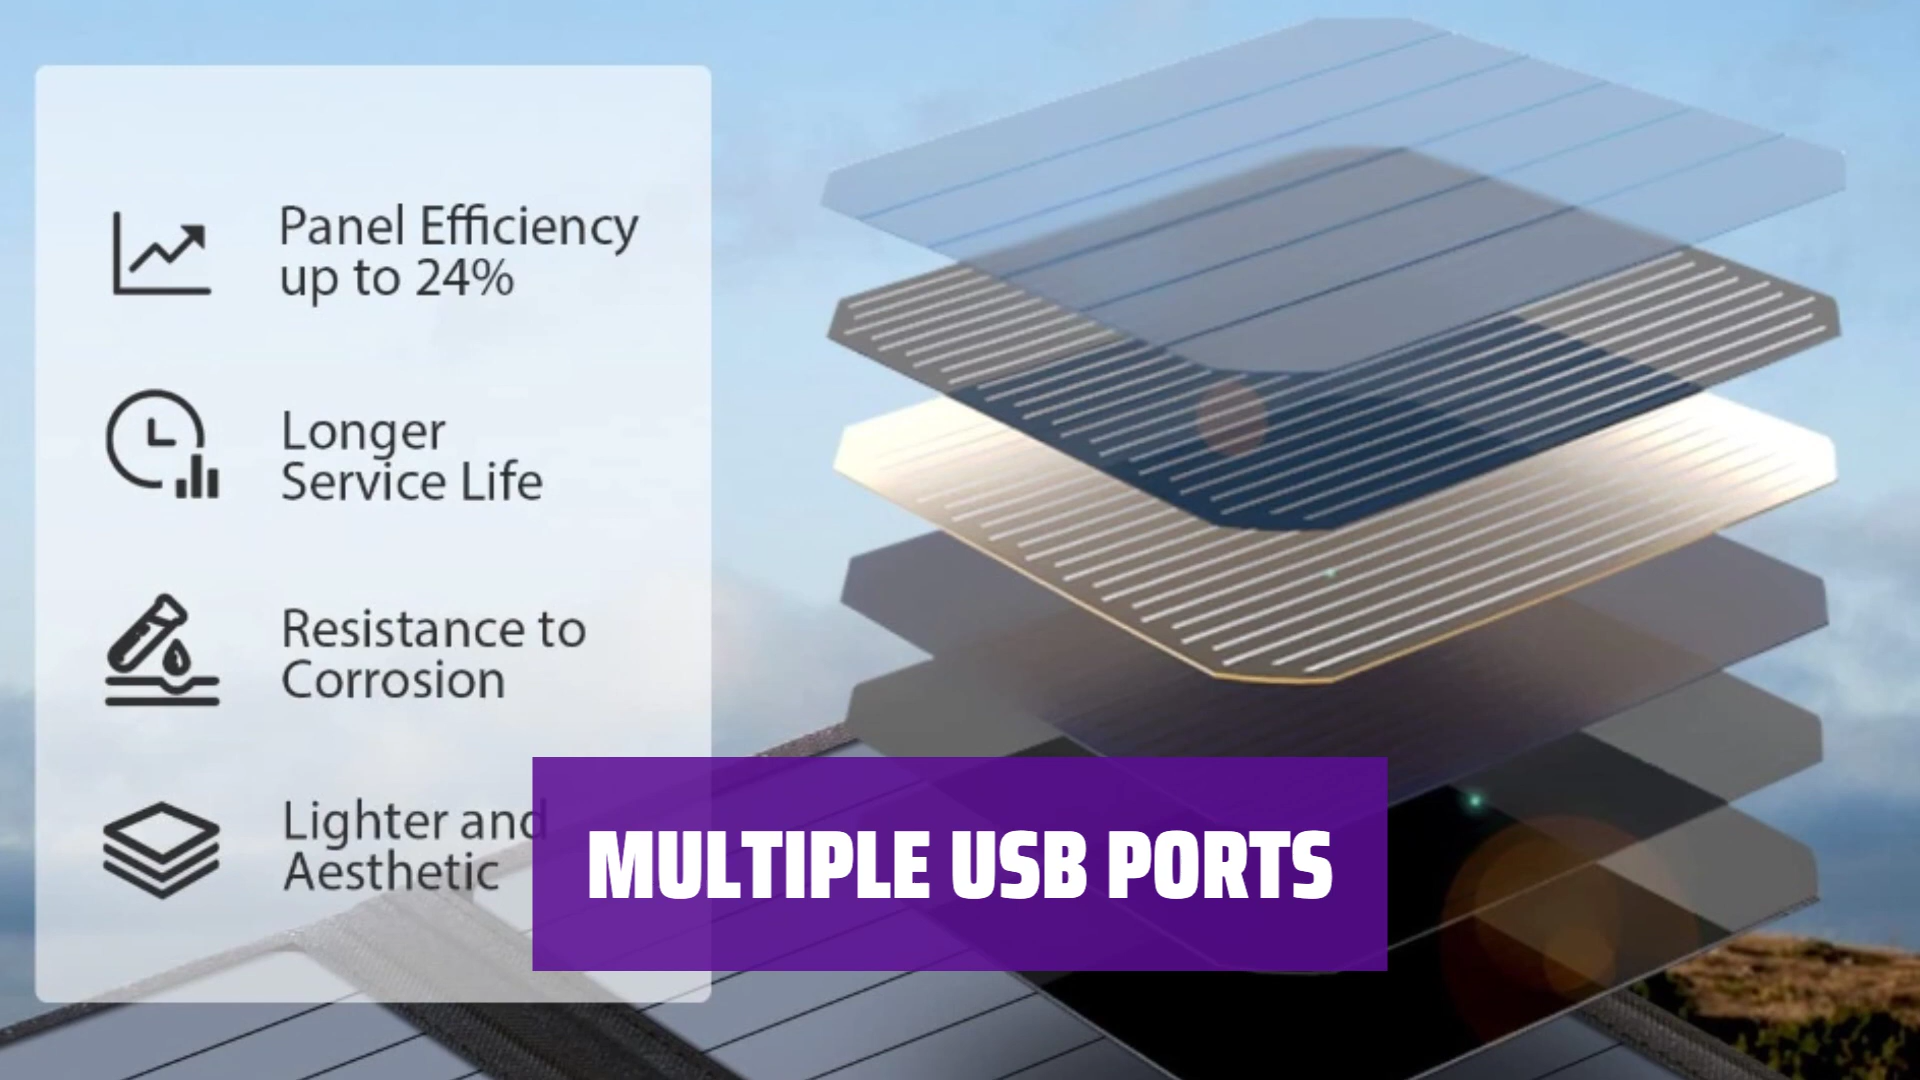 Panel Efficiency
up to 24%
Longer
Service Life
Resistance to
Corrosion
Lighter and
Aesthetic
MULTIPLE USB PORTS